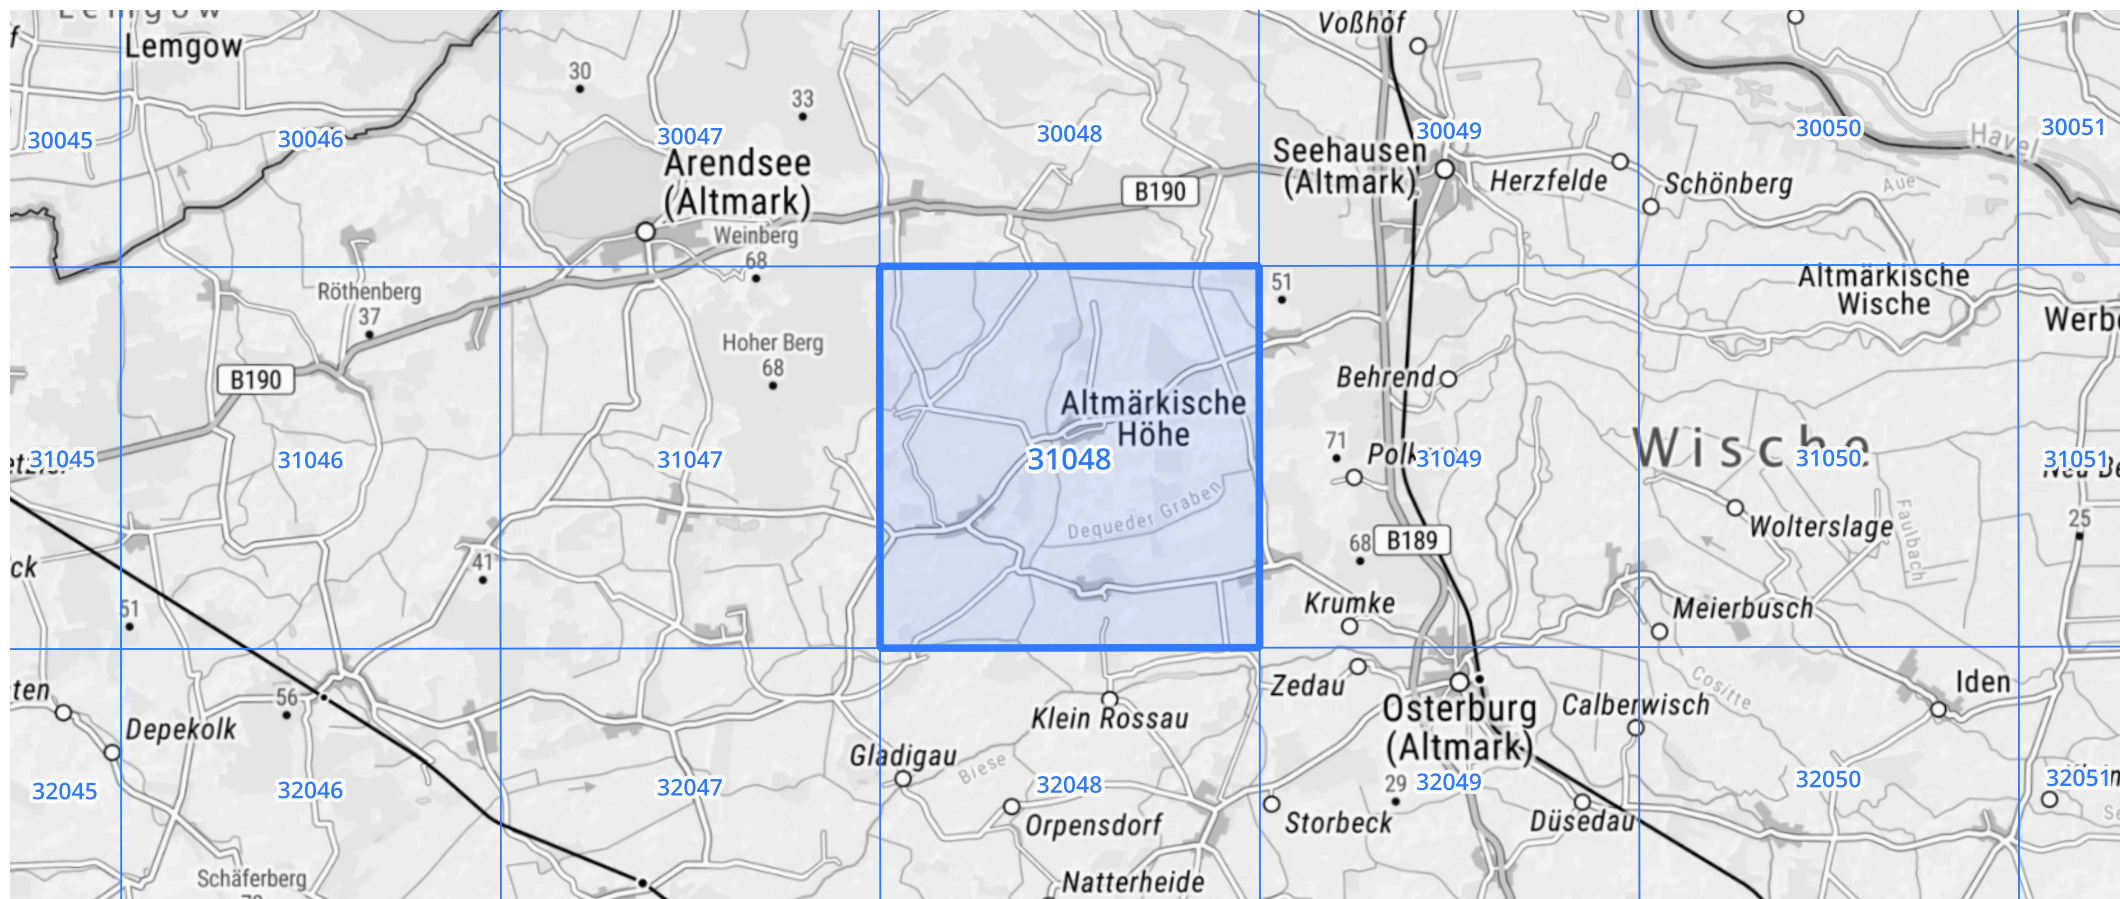 Lemgow
Lemgow
Voßhof
30
33
30045
30046
30047
30048
30049
30050
30051
Havel
Arendsee
(Altmark)
Seehausen
(Altmark)
Herzfelde
Schönberg
Aue
B190
Weinberg
68
51
Altmärkische
Wische
Röthenberg
37
Hoher Berg
68
B190
Behrend
Altmärkische
Höhe
71
Wische
31045
31046
31047
31048
31049
31050
31051
Dequeder Graben
Wolterslage
Faulbach
25
41
68
B189
51
Krumke
Meierbusch
56
Zedau
Cositte
Iden
Depekolk
Klein Rossau
Osterburg
(Altmark)
Calberwisch
Gladigau
Biese
32045
32046
32047
32048
32049
32050
32051
29
Orpensdorf
Storbeck
Düsedau
Schäferberg
Natterheide